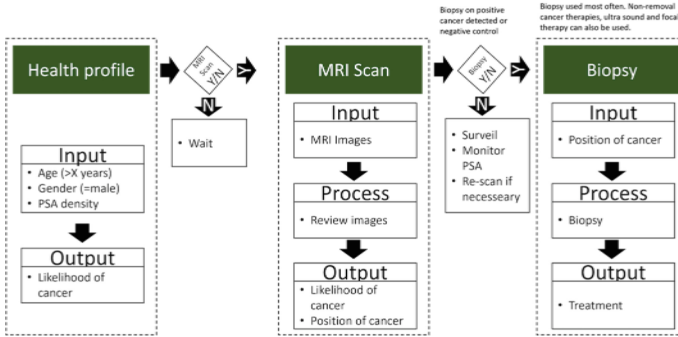 Biopsy on positive
cancer detected or
negative control
Biopsy used most often. Non-removal
cancer therapies, ultra sound and focal
therapy can also be used.
Health profile
MRI
Scan
Y/N
Y
MRI Scan
Biopsy
Y/N
Y
Biopsy
N
N
Input
• Age (>X years)
• Gender (=male)
• PSA density
Output
• Likelihood of
cancer
• Wait
Input
• MRI Images
Process
• Review images
Output
• Likelihood of
cancer
• Position of cancer
• Surveil
• Monitor
PSA
• Re-scan if
necesseary
Input
• Position of cancer
Process
• Biopsy
Output
• Treatment